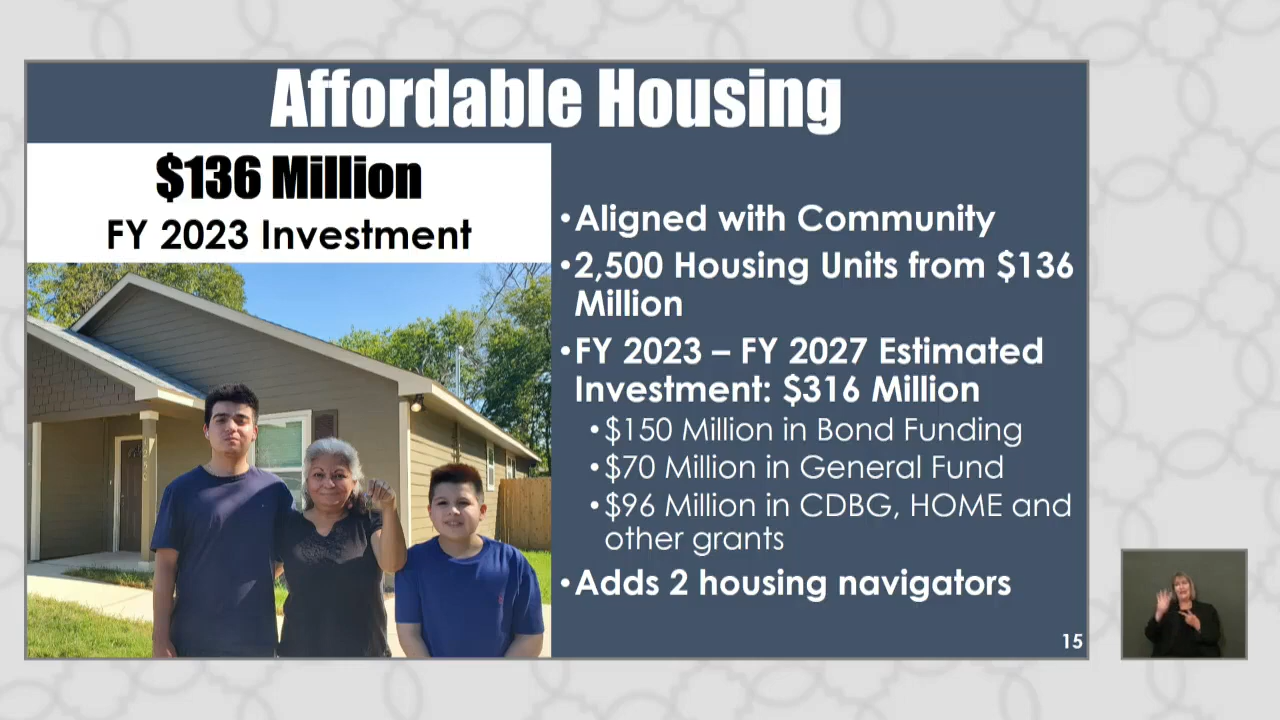 Affordable Housing
$136 Million
FY 2023 Investment
•Aligned with Community
•2,500 Housing Units from $136
Million
•FY 2023 – FY 2027 Estimated
Investment: $316 Million
•$150 Million in Bond Funding
•$70 Million in General Fund
•$96 Million in CDBG, HOME and
other grants
•Adds 2 housing navigators
15